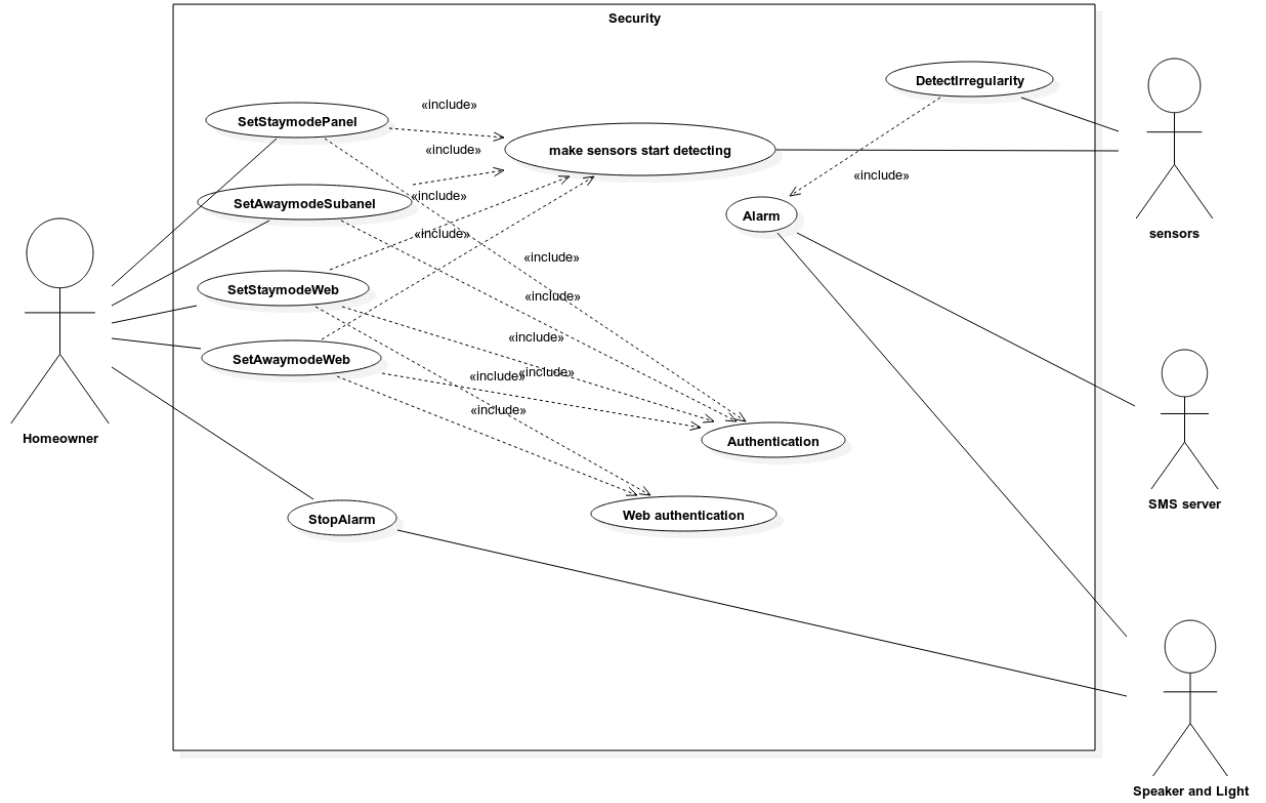 Security
DetectIrregularity
«include»
SetStaymodePanel
«include»
make sensors start detecting
«include»
«include»
SetAwaymodeSubanel
Alarm
sensors
«include»
«include»
SetStaymodeWeb
«include»
«include»
SetAwaymodeWeb
«include»
«include»
«include»
Homeowner
Authentication
SMS server
StopAlarm
Web authentication
Speaker and Light